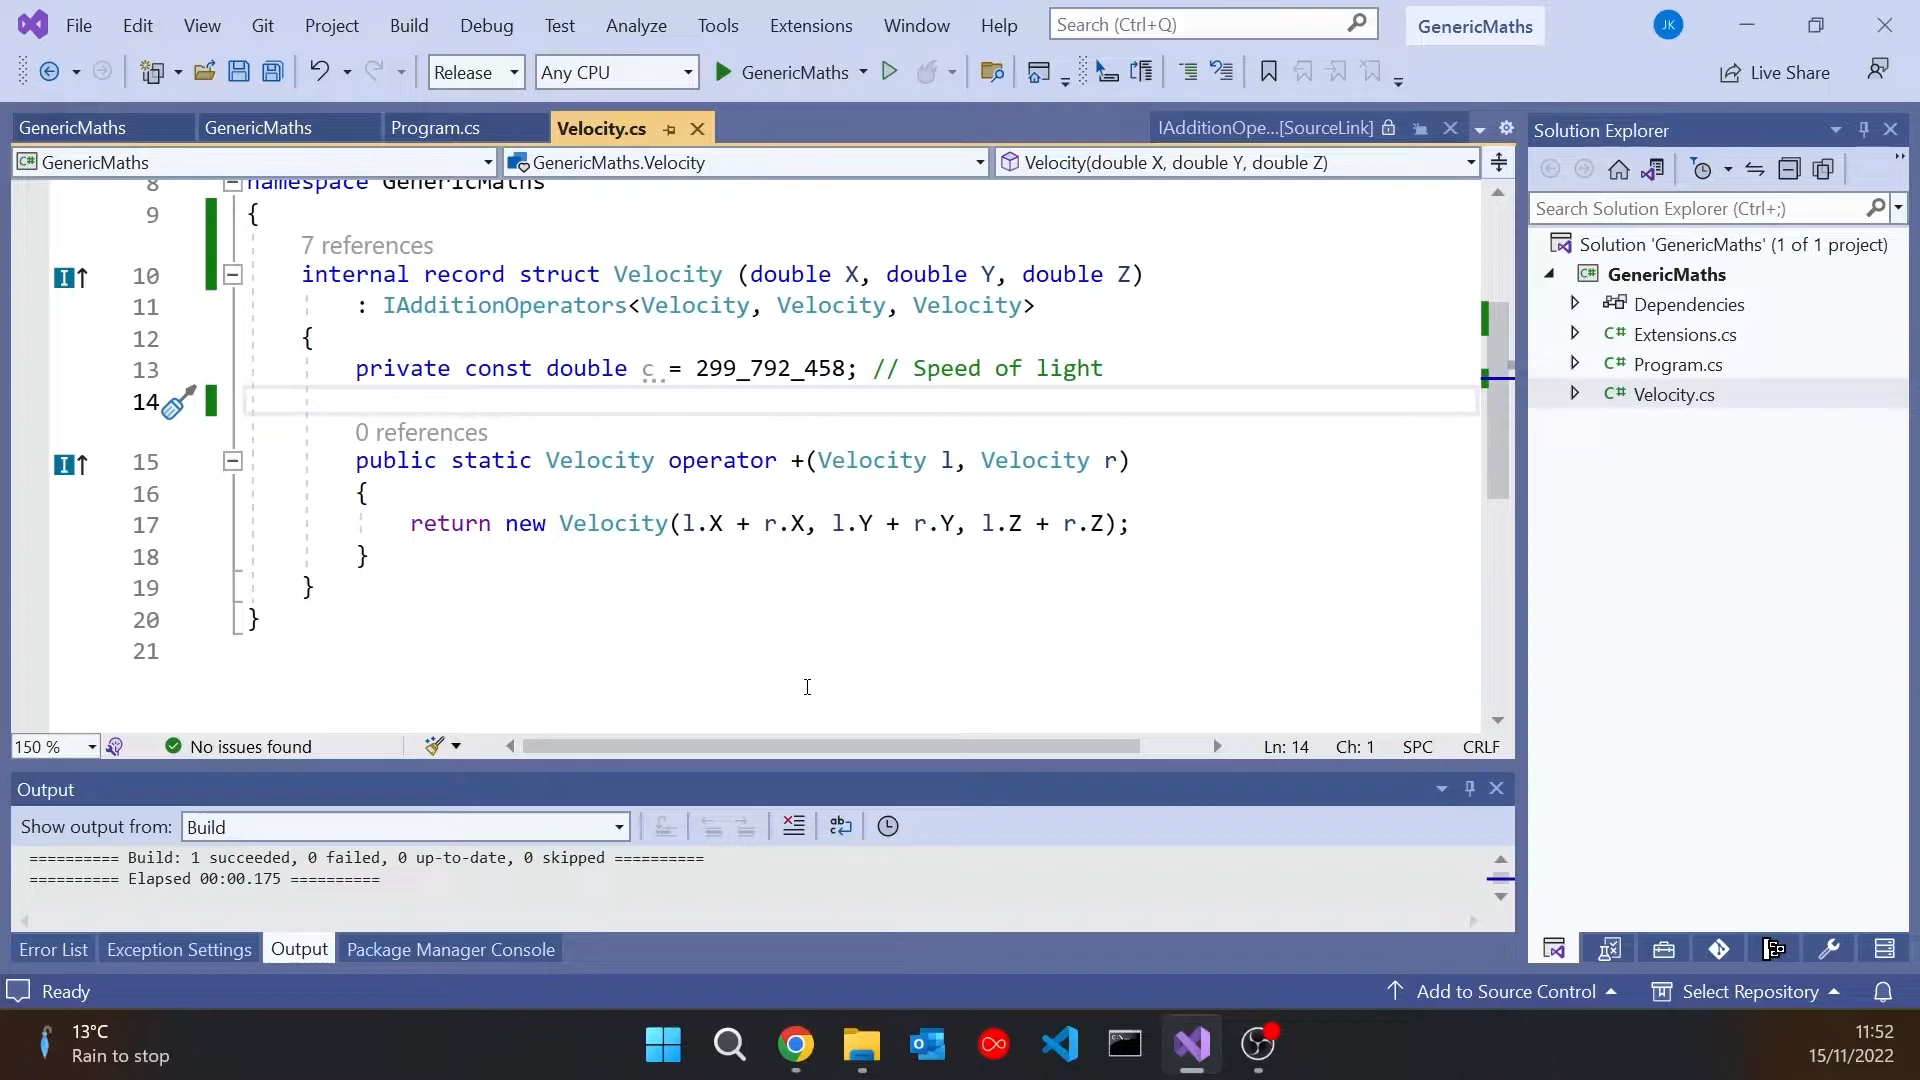 File Edit View Git Project Build Debug Test Analyze Tools Extensions Window Help Search (Ctrl+Q) GenericMaths JK
Release Any CPU GenericMaths Live Share
GenericMaths GenericMaths Program.cs Velocity.cs IAdditionOpe...[SourceLink]
GenericMaths GenericMaths.Velocity Velocity(double X, double Y, double Z)
8 namespace GenericMaths
9 {
7 references
10 internal record struct Velocity (double X, double Y, double Z)
11 : IAdditionOperators<Velocity, Velocity, Velocity>
12 {
13 private const double c = 299_792_458; // Speed of light
14
0 references
15 public static Velocity operator +(Velocity l, Velocity r)
16 {
17 return new Velocity(l.X + r.X, l.Y + r.Y, l.Z + r.Z);
18 }
19 }
20 }
21
150 % No issues found Ln: 14 Ch: 1 SPC CRLF
Output
Show output from: Build
========== Build: 1 succeeded, 0 failed, 0 up-to-date, 0 skipped ==========
========== Elapsed 00:00.175 ==========
Error List Exception Settings Output Package Manager Console
Solution Explorer
Search Solution Explorer (Ctrl+;)
Solution 'GenericMaths' (1 of 1 project)
C# GenericMaths
Dependencies
C# Extensions.cs
C# Program.cs
C# Velocity.cs
Ready Add to Source Control Select Repository
13°C
Rain to stop
11:52
15/11/2022